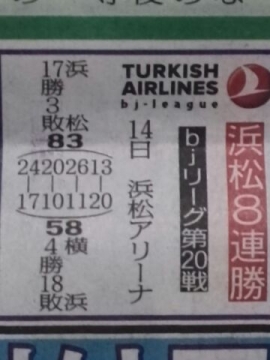 TURKISH
AIRLINES
bj-league
浜松8連勝
bjリーグ第20戦
14日 浜松アリーナ
浜松
17勝3敗
83
24202613
17101120
58
横浜
4勝18敗